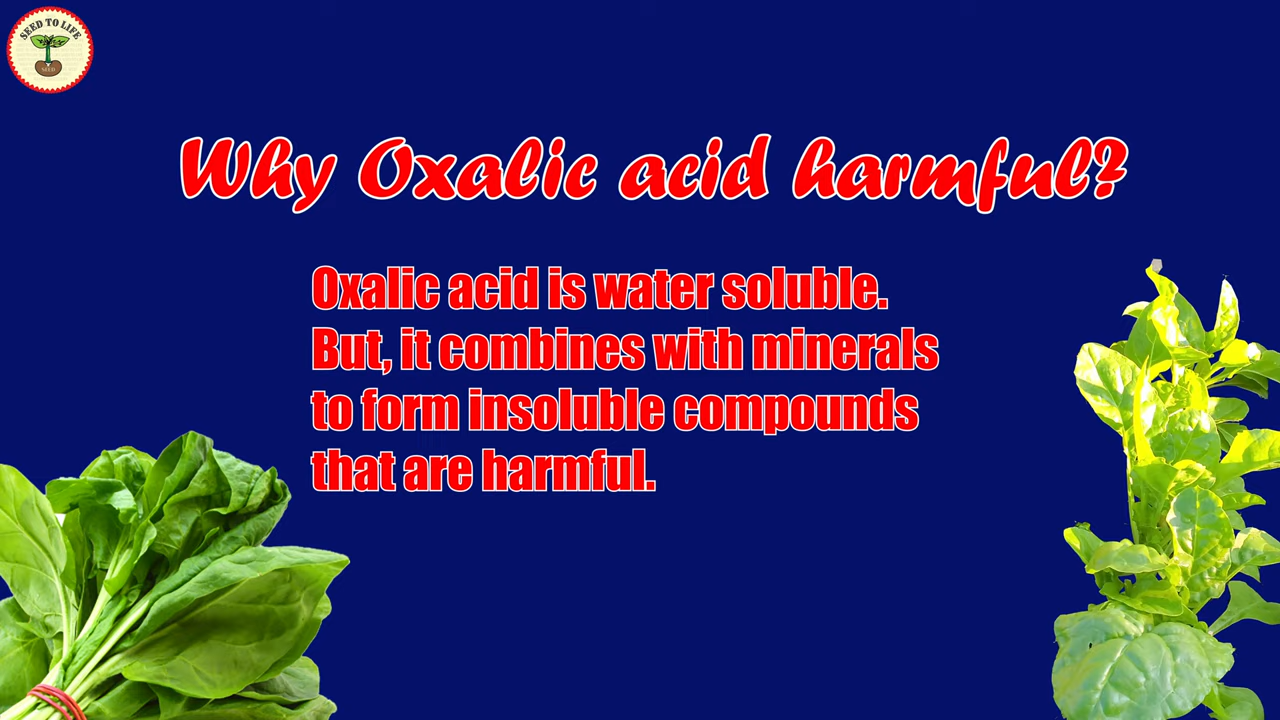 SEED TO LIFE
SEED
Why Oxalic acid harmful?
Oxalic acid is water soluble.
But, it combines with minerals
to form insoluble compounds
that are harmful.